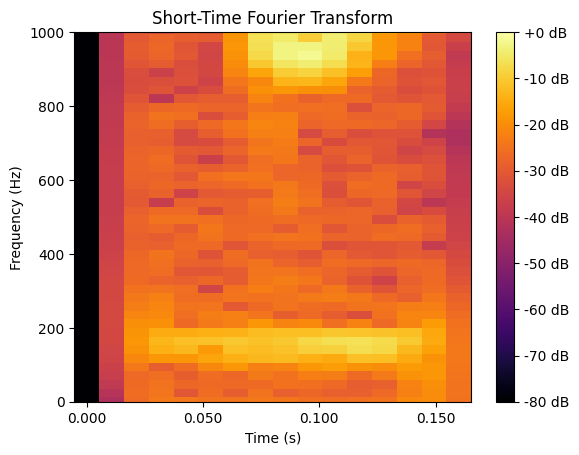 Short-Time Fourier Transform
Frequency (Hz)
1000
800
600
400
200
0
0.000
0.050
0.100
0.150
Time (s)
+0 dB
-10 dB
-20 dB
-30 dB
-40 dB
-50 dB
-60 dB
-70 dB
-80 dB